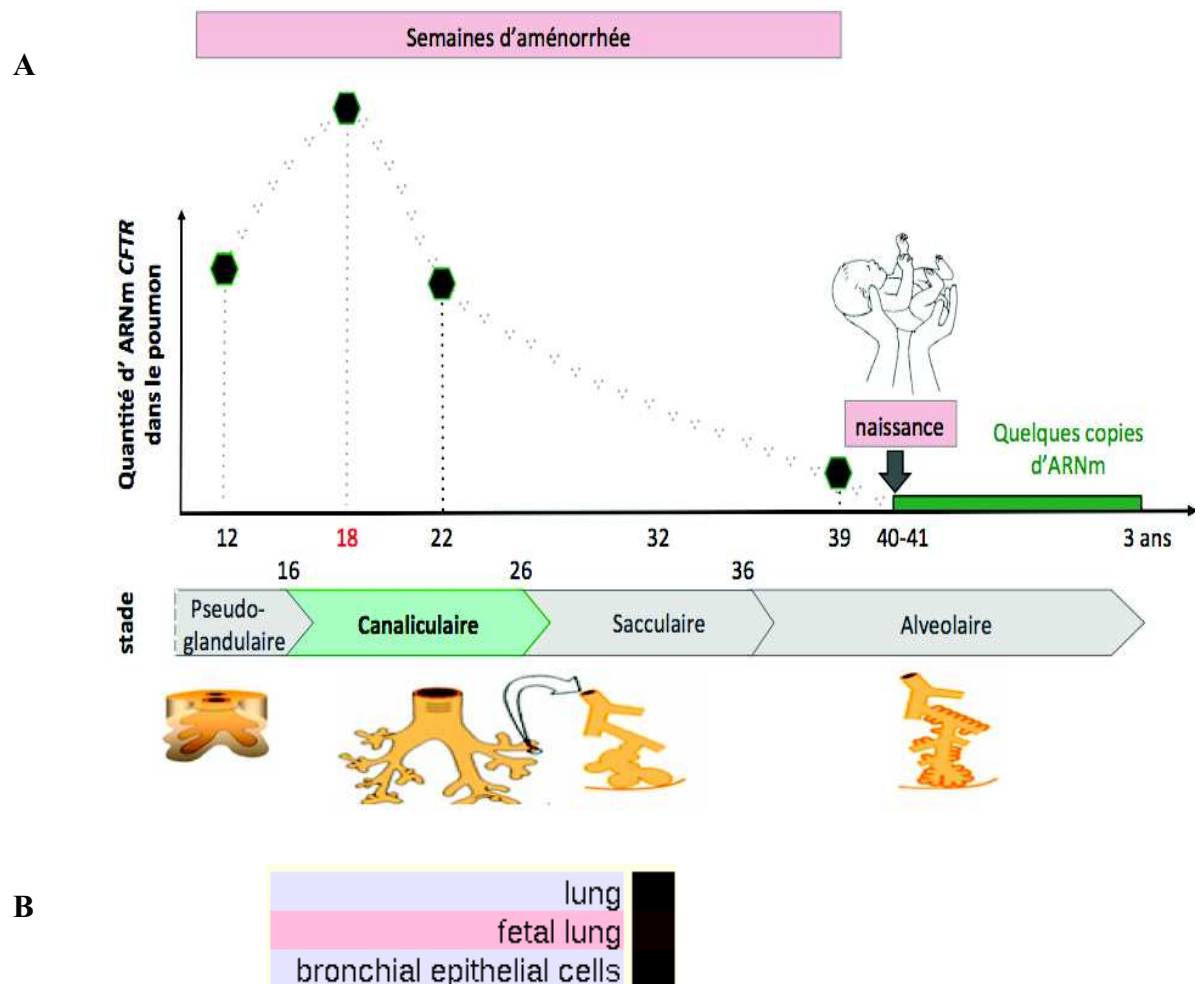 A
Semaines d'aménorrhée
Quantité d' ARNm CFTR
dans le poumon
naissance
Quelques copies
d'ARNm
12
18
22
32
39
40-41
3 ans
16
26
36
stade
Pseudo-
glandulaire
Canaliculaire
Sacculaire
Alveolaire
B
lung
fetal lung
bronchial epithelial cells